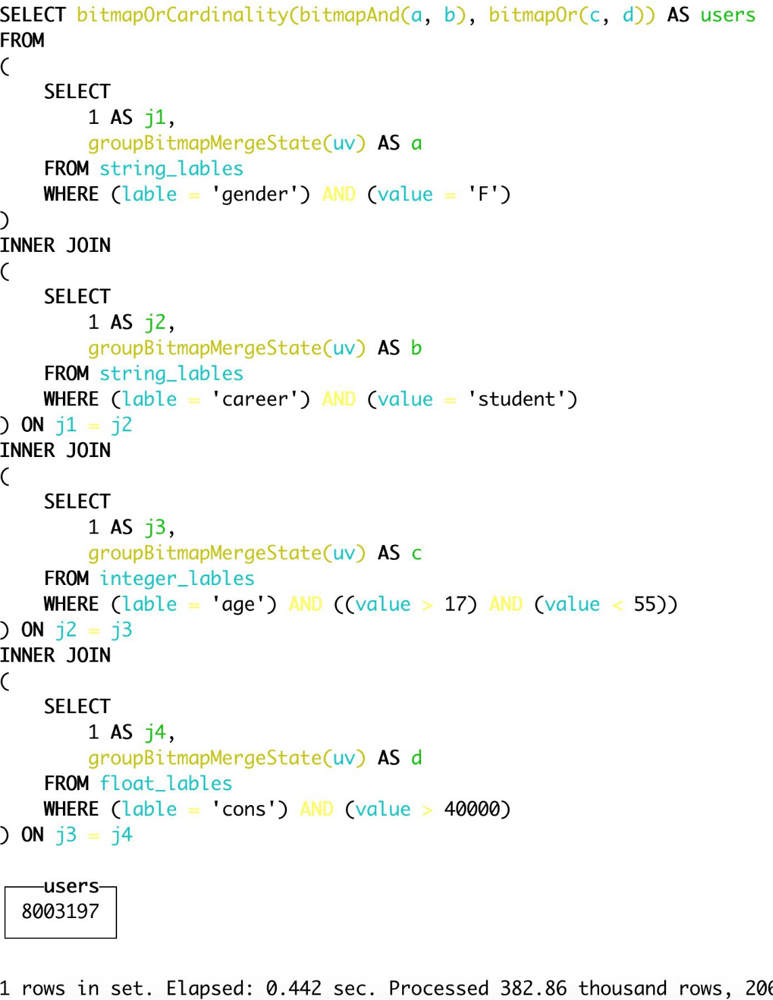 SELECT bitmapOrCardinality(bitmapAnd(a, b), bitmapOr(c, d)) AS users
FROM
(
    SELECT
        1 AS j1,
        groupBitmapMergeState(uv) AS a
    FROM string_lables
    WHERE (lable = 'gender') AND (value = 'F')
)
INNER JOIN
(
    SELECT
        1 AS j2,
        groupBitmapMergeState(uv) AS b
    FROM string_lables
    WHERE (lable = 'career') AND (value = 'student')
) ON j1 = j2
INNER JOIN
(
    SELECT
        1 AS j3,
        groupBitmapMergeState(uv) AS c
    FROM integer_lables
    WHERE (lable = 'age') AND ((value > 17) AND (value < 55))
) ON j2 = j3
INNER JOIN
(
    SELECT
        1 AS j4,
        groupBitmapMergeState(uv) AS d
    FROM float_lables
    WHERE (lable = 'cons') AND (value > 40000)
) ON j3 = j4
users
8003197
1 rows in set. Elapsed: 0.442 sec. Processed 382.86 thousand rows,